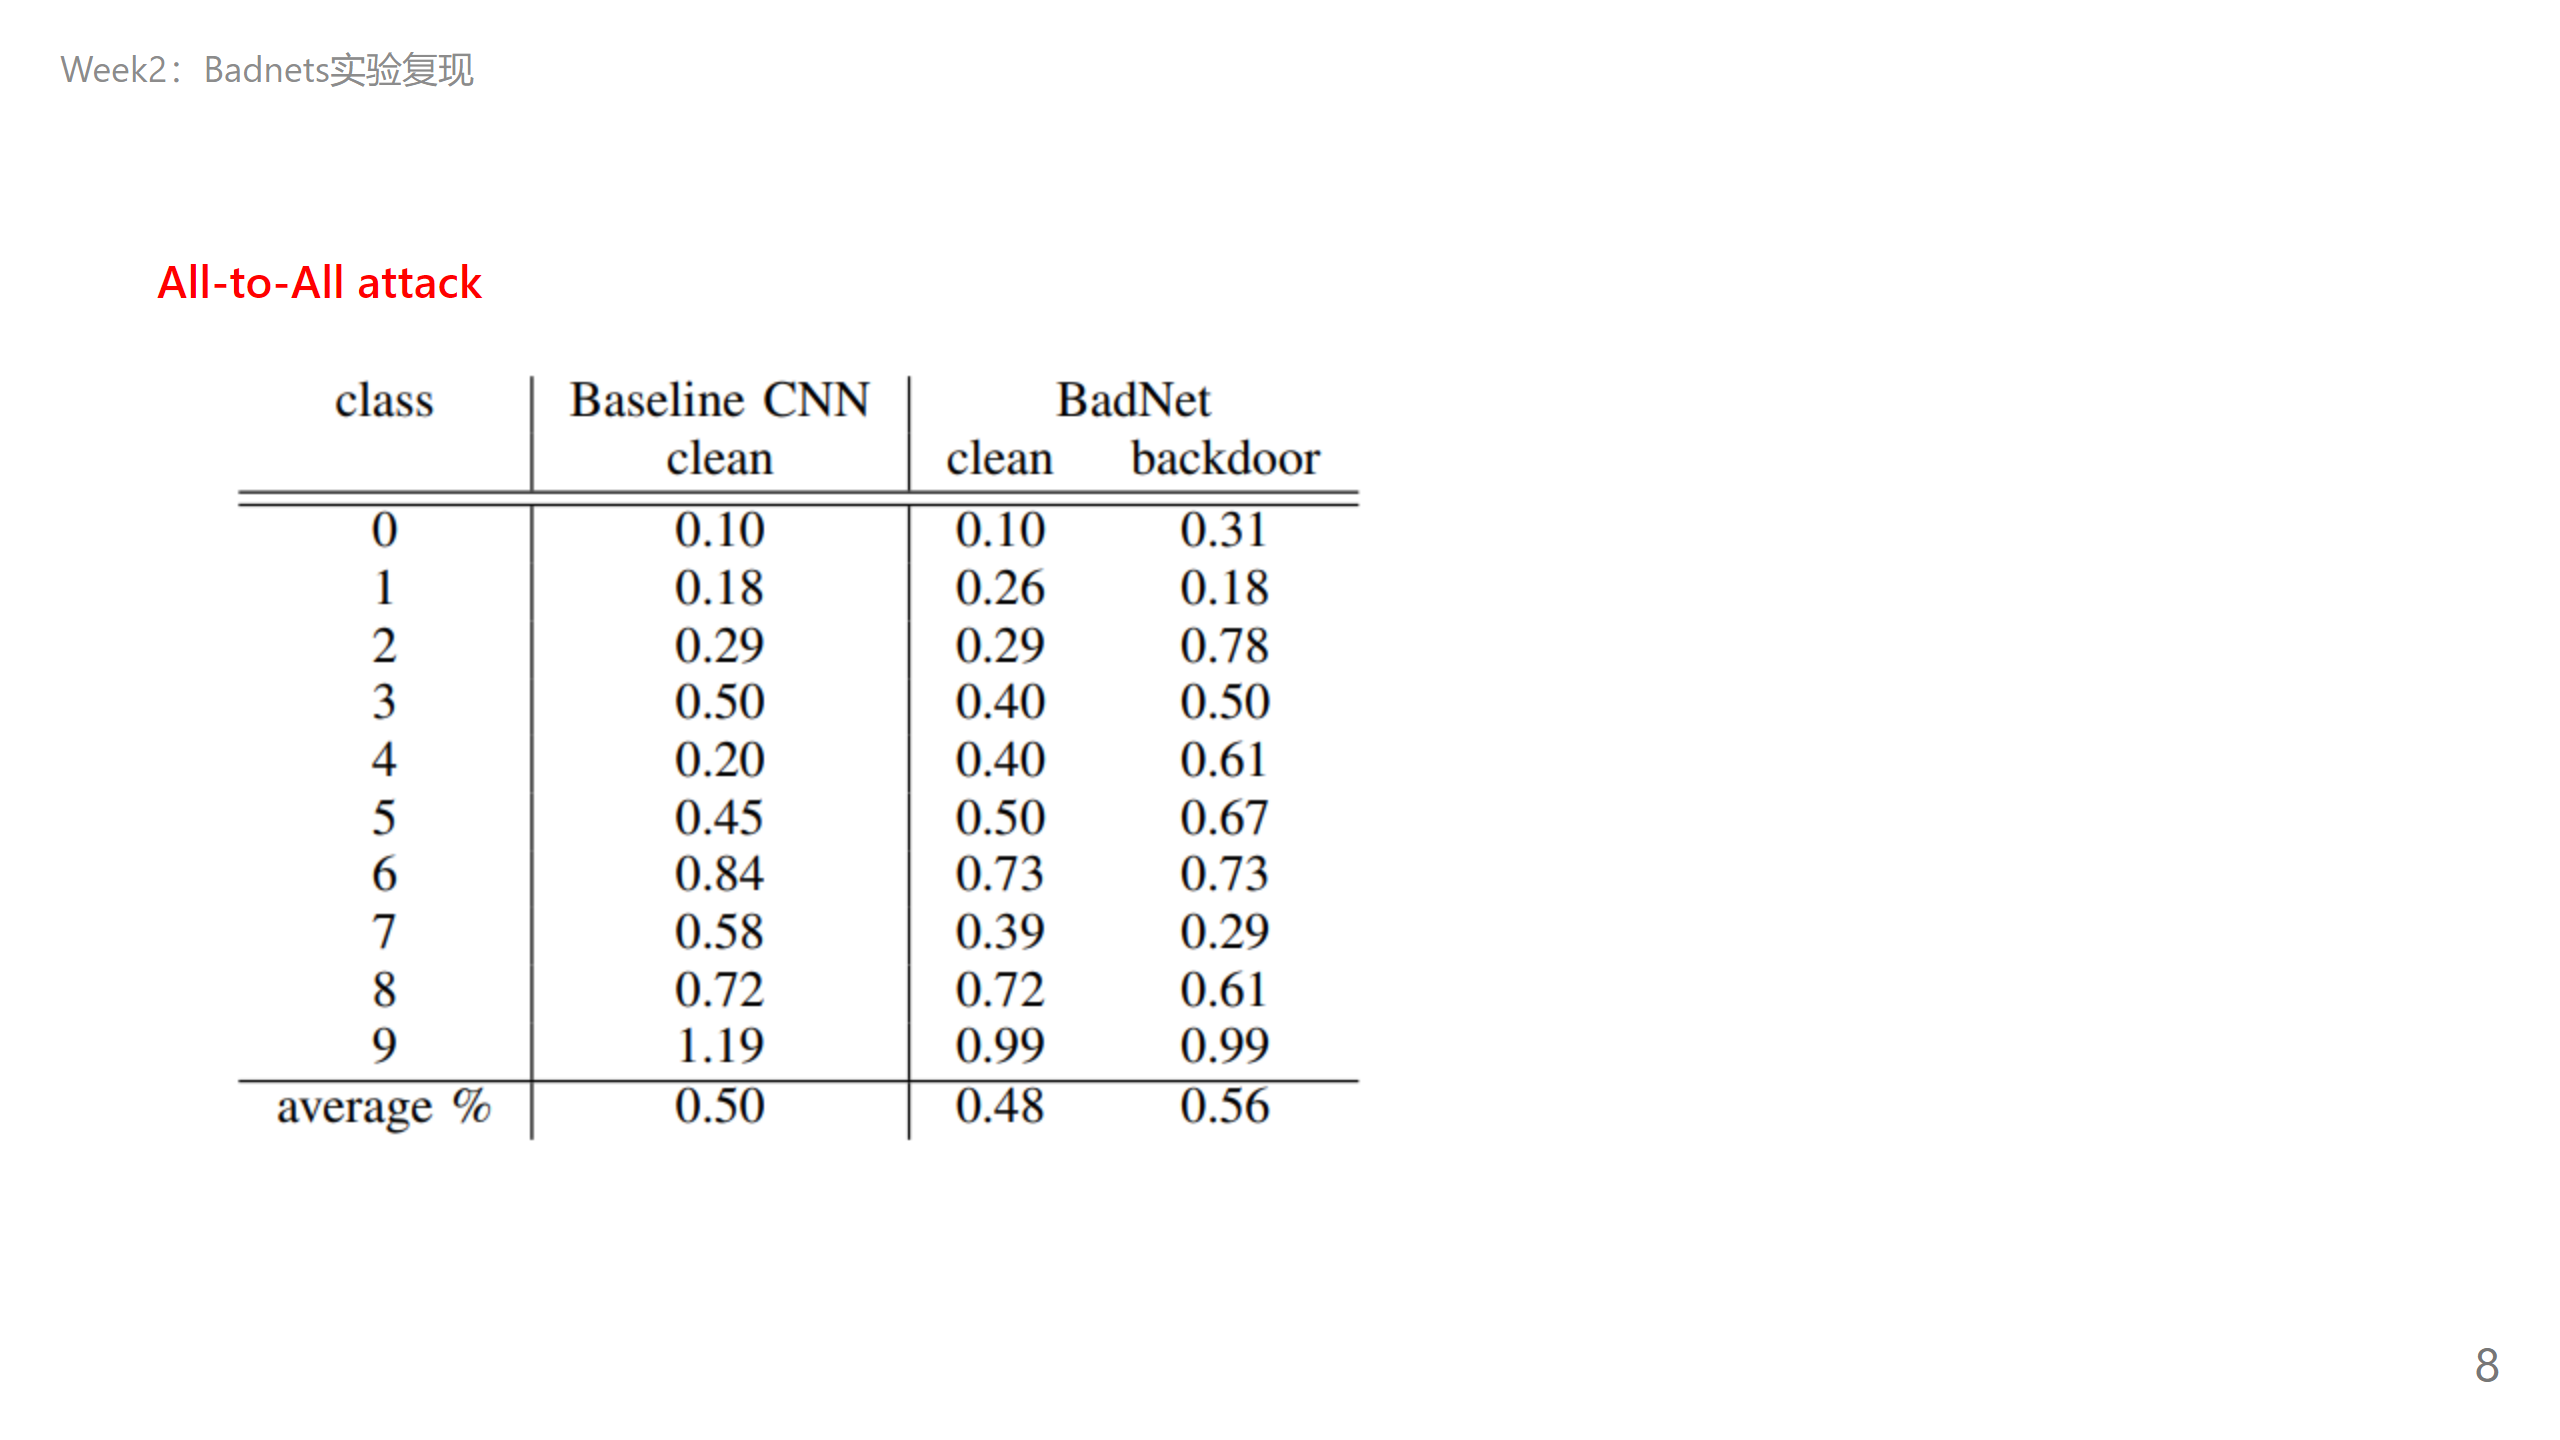 Week2：Badnets实验复现
All-to-All attack
class Baseline CNN BadNet
clean clean backdoor
0 0.10 0.10 0.31
1 0.18 0.26 0.18
2 0.29 0.29 0.78
3 0.50 0.40 0.50
4 0.20 0.40 0.61
5 0.45 0.50 0.67
6 0.84 0.73 0.73
7 0.58 0.39 0.29
8 0.72 0.72 0.61
9 1.19 0.99 0.99
average % 0.50 0.48 0.56
8